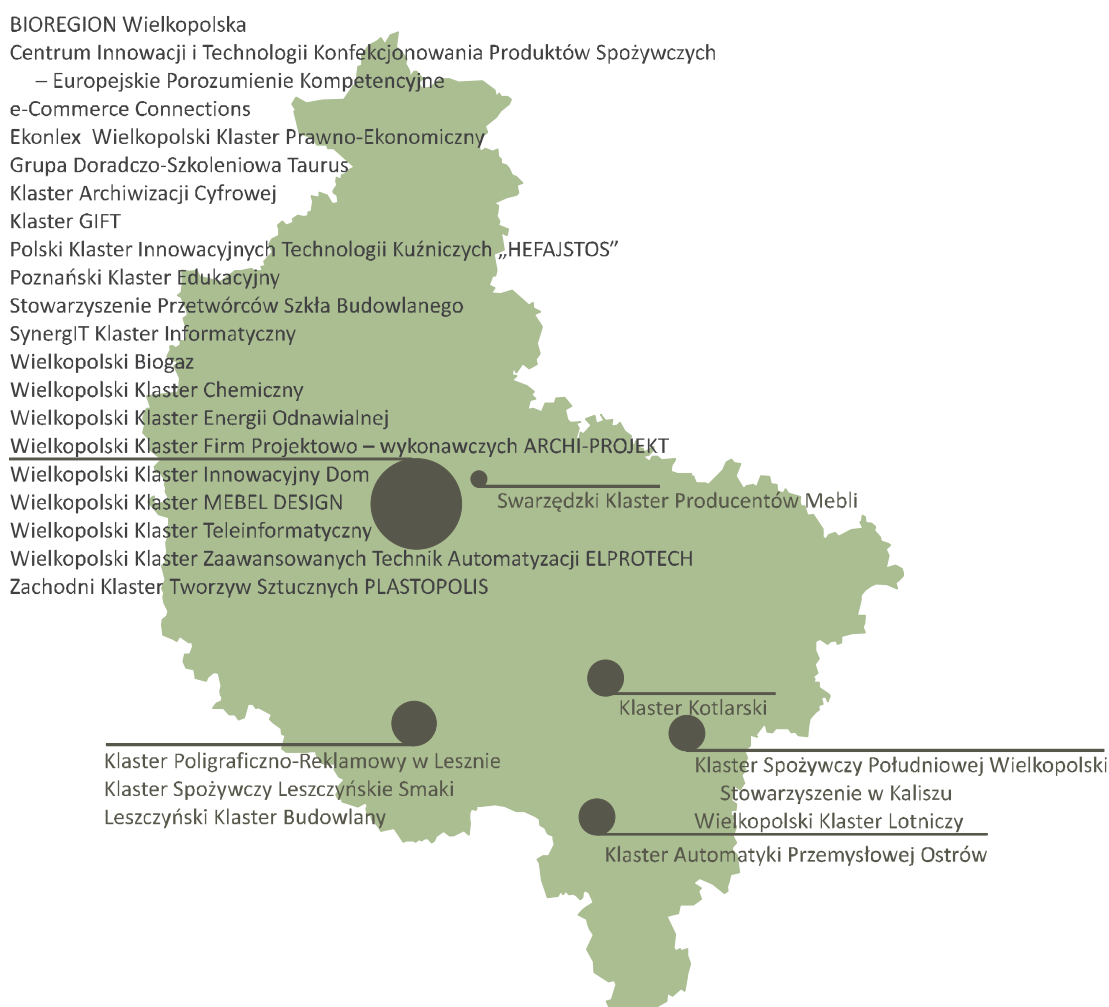 BIOREGION Wielkopolska
Centrum Innowacji i Technologii Konfekcjonowania Produktów Spożywczych
– Europejskie Porozumienie Kompetencyjne
e-Commerce Connections
Ekonlex Wielkopolski Klaster Prawno-Ekonomiczny
Grupa Doradczo-Szkoleniowa Taurus
Klaster Archiwizacji Cyfrowej
Klaster GIFT
Polski Klaster Innowacyjnych Technologii Kuźniczych „HEFAJSTOS”
Poznański Klaster Edukacyjny
Stowarzyszenie Przetwórców Szkła Budowlanego
SynergIT Klaster Informatyczny
Wielkopolski Biogaz
Wielkopolski Klaster Chemiczny
Wielkopolski Klaster Energii Odnawialnej
Wielkopolski Klaster Firm Projektowo – wykonawczych ARCHI-PROJEKT
Wielkopolski Klaster Innowacyjny Dom
Wielkopolski Klaster MEBEL DESIGN
Wielkopolski Klaster Teleinformatyczny
Wielkopolski Klaster Zaawansowanych Technik Automatyzacji ELPROTECH
Zachodni Klaster Tworzyw Sztucznych PLASTOPOLIS
Swarzędzki Klaster Producentów Mebli
Klaster Kotlarski
Klaster Poligraficzno-Reklamowy w Lesznie
Klaster Spożywczy Leszczyńskie Smaki
Leszczyński Klaster Budowlany
Klaster Spożywczy Południowej Wielkopolski
Stowarzyszenie w Kaliszu
Wielkopolski Klaster Lotniczy
Klaster Automatyki Przemysłowej Ostrów